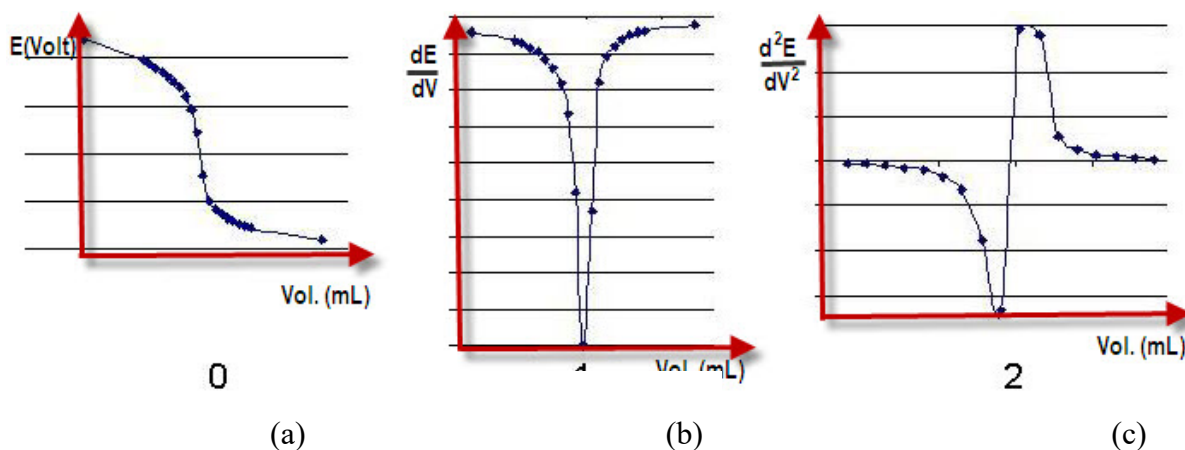 E(Volt)
Vol. (mL)
0
(a)
dE
dV
Vol. (mL)
(b)
d²E
dV²
Vol. (mL)
2
(c)